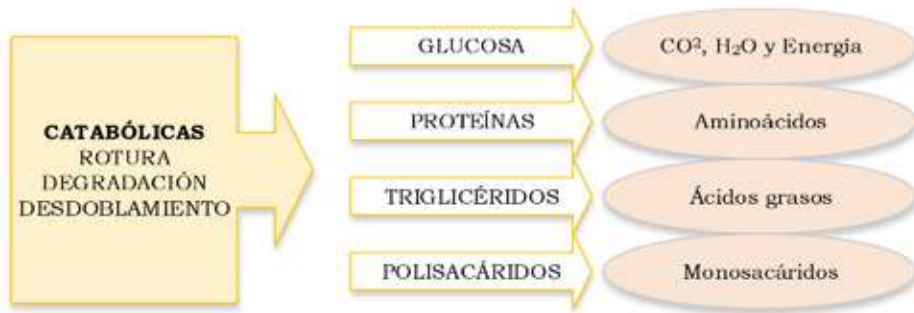 CATABÓLICAS
ROTURA
DEGRADACIÓN
DESDOBLAMIENTO
GLUCOSA
CO², H₂O y Energía
PROTEÍNAS
Aminoácidos
TRIGLICÉRIDOS
Ácidos grasos
POLISACÁRIDOS
Monosacáridos